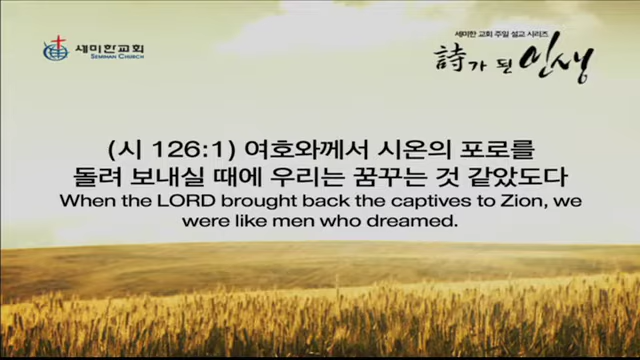 세미한교회
SEMIHAN CHURCH
세미한 교회 주일 설교 시리즈
詩가 된 인생
(시 126:1) 여호와께서 시온의 포로를
돌려 보내실 때에 우리는 꿈꾸는 것 같았도다
When the LORD brought back the captives to Zion, we
were like men who dreamed.